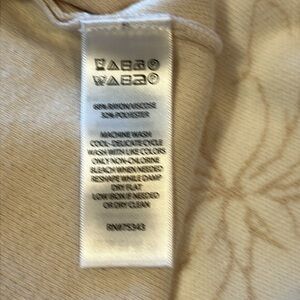 68% RAYON/VISCOSE
32% POLYESTER
MACHINE WASH
COOL-DELICATE CYCLE
WASH WITH LIKE COLORS
ONLY NON-CHLORINE
BLEACH WHEN NEEDED
RESHAPE WHILE DAMP
DRY FLAT
LOW IRON IF NEEDED
OR DRY CLEAN
RN#75343